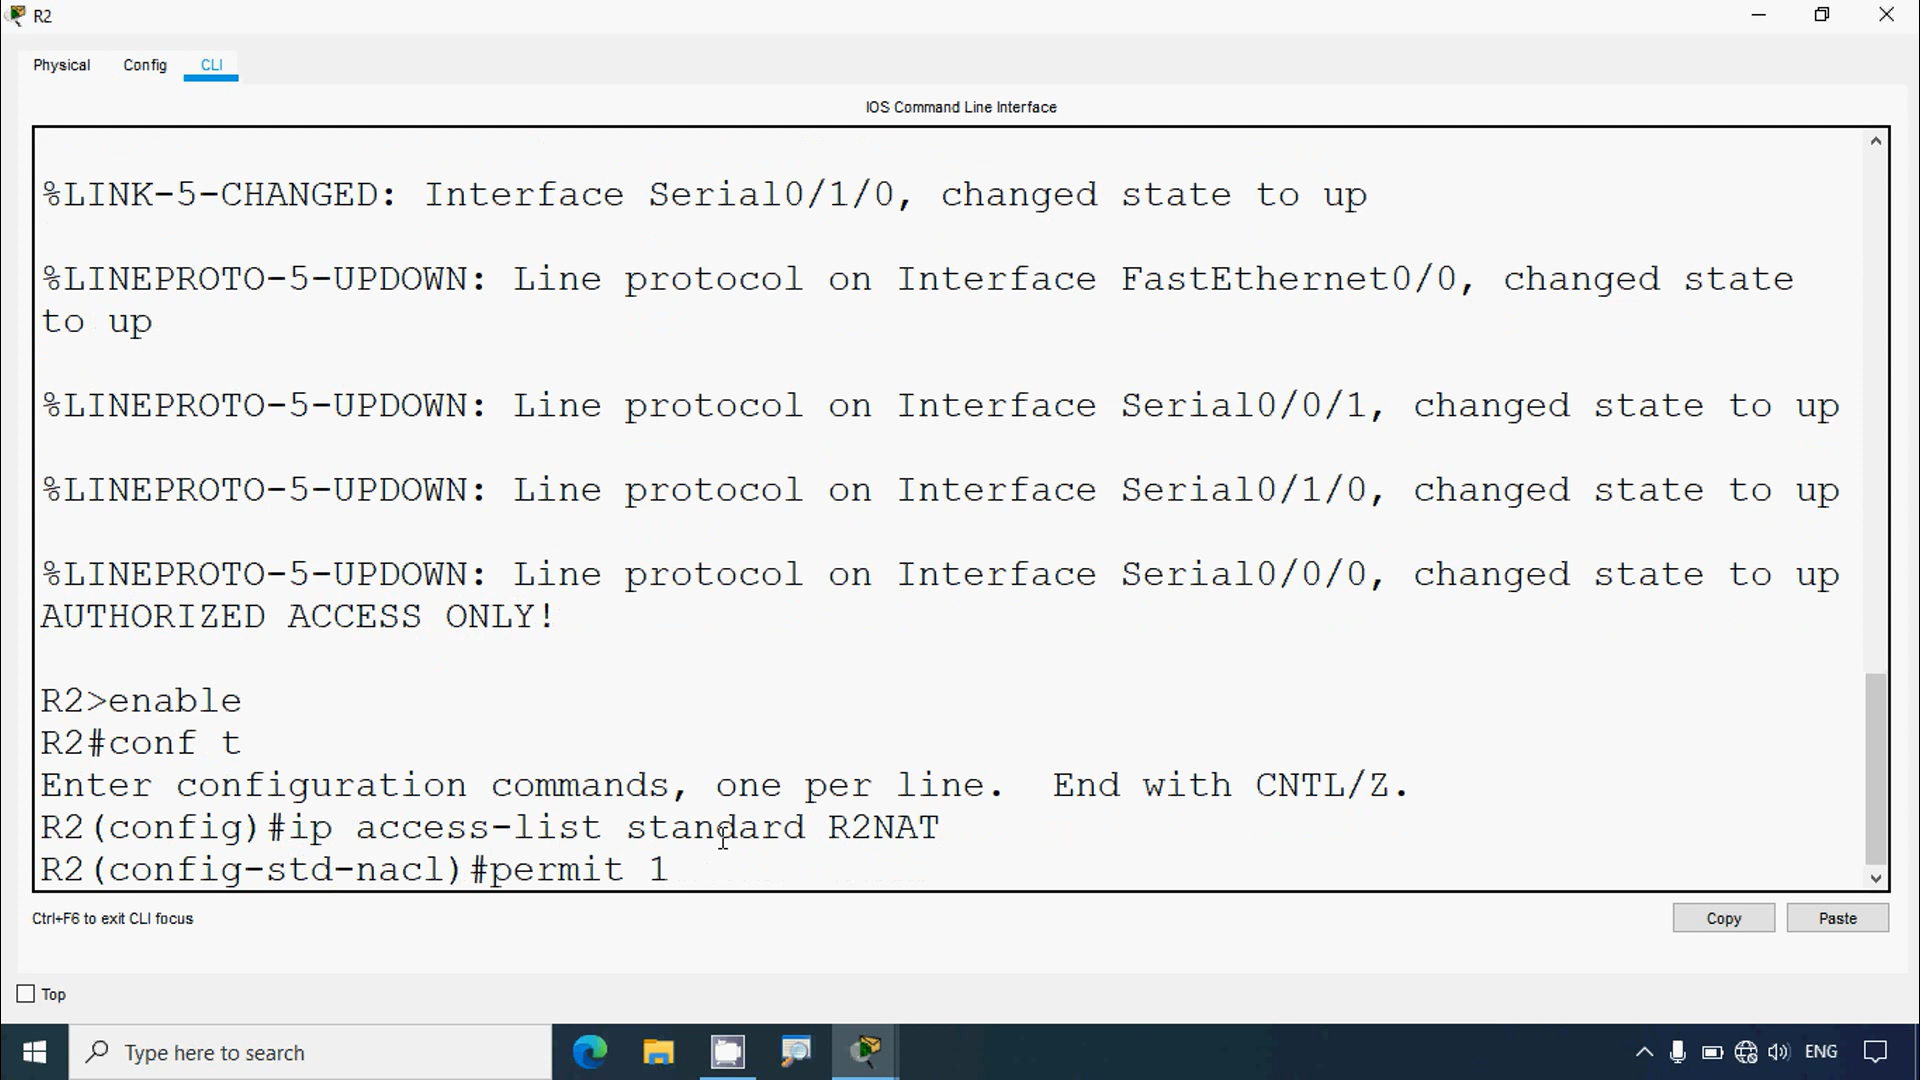 R2
Physical Config CLI
IOS Command Line Interface
%LINK-5-CHANGED: Interface Serial0/1/0, changed state to up
%LINEPROTO-5-UPDOWN: Line protocol on Interface FastEthernet0/0, changed state
to up
%LINEPROTO-5-UPDOWN: Line protocol on Interface Serial0/0/1, changed state to up
%LINEPROTO-5-UPDOWN: Line protocol on Interface Serial0/1/0, changed state to up
%LINEPROTO-5-UPDOWN: Line protocol on Interface Serial0/0/0, changed state to up
AUTHORIZED ACCESS ONLY!
R2>enable
R2#conf t
Enter configuration commands, one per line.  End with CNTL/Z.
R2(config)#ip access-list standard R2NAT
R2(config-std-nacl)#permit 1
Ctrl+F6 to exit CLI focus
Copy Paste
Top
Type here to search
ENG